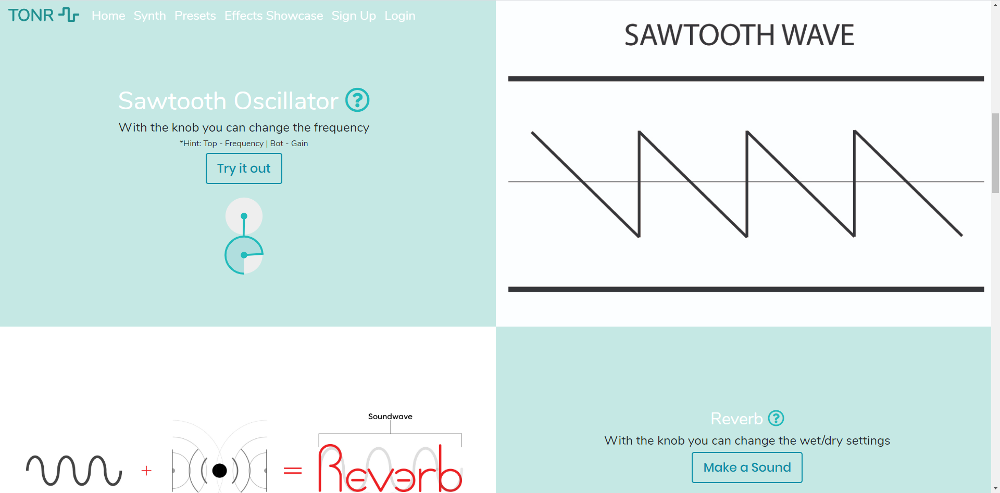 TONR Home Synth Presets Effects Showcase Sign Up Login
Sawtooth Oscillator ?
With the knob you can change the frequency
*Hint: Top - Frequency | Bot - Gain
Try it out
SAWTOOTH WAVE
Soundwave
+ = Reverb
Reverb ?
With the knob you can change the wet/dry settings
Make a Sound